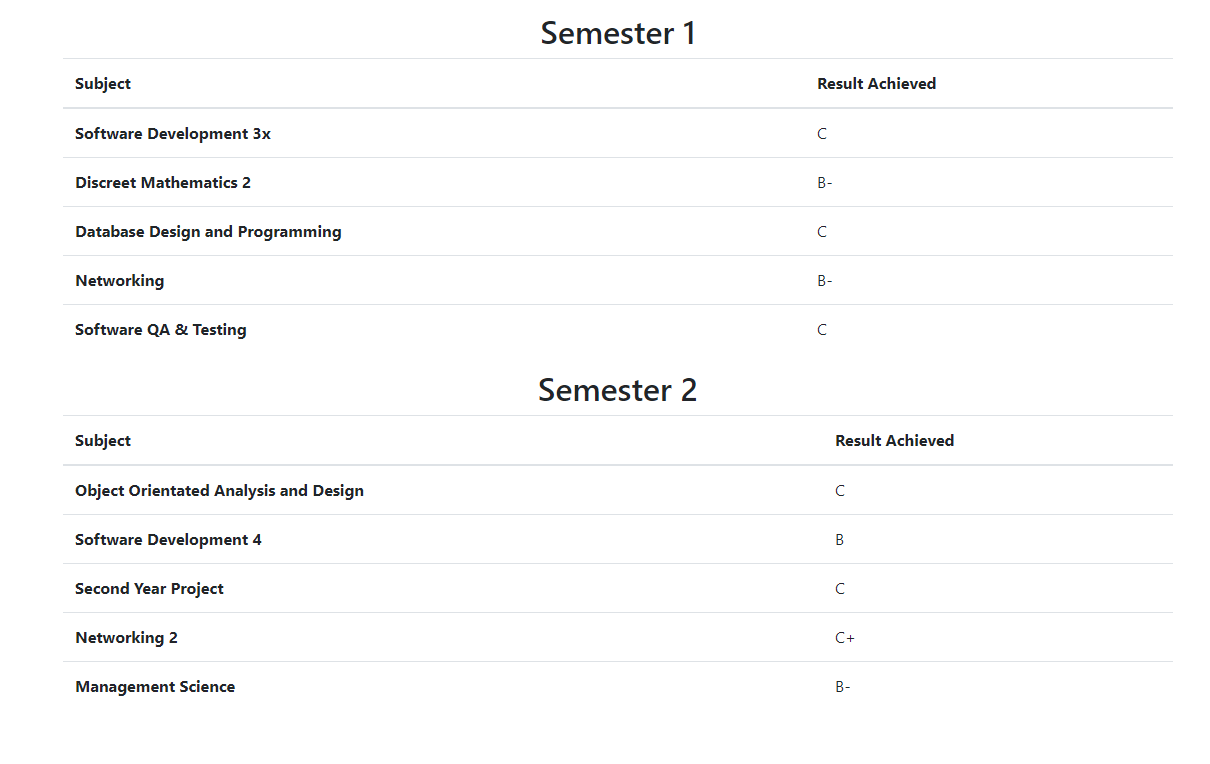 Semester 1
Subject Result Achieved
Software Development 3x C
Discreet Mathematics 2 B-
Database Design and Programming C
Networking B-
Software QA & Testing C
Semester 2
Subject Result Achieved
Object Orientated Analysis and Design C
Software Development 4 B
Second Year Project C
Networking 2 C+
Management Science B-